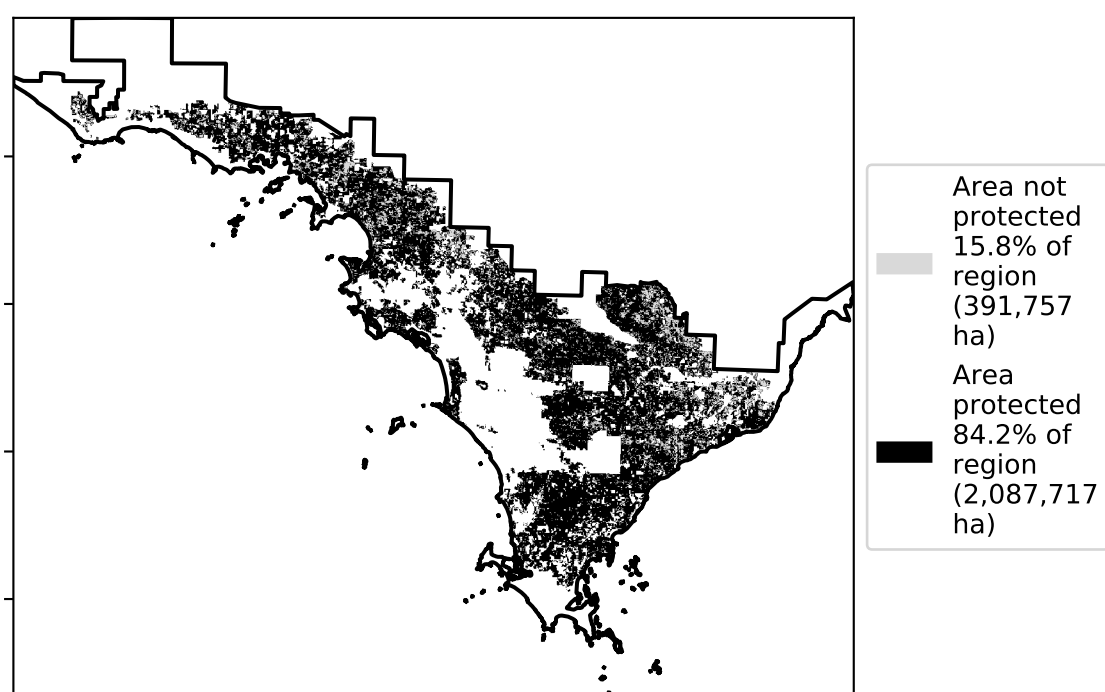 Area not
protected
15.8% of
region
(391,757
ha)
Area
protected
84.2% of
region
(2,087,717
ha)